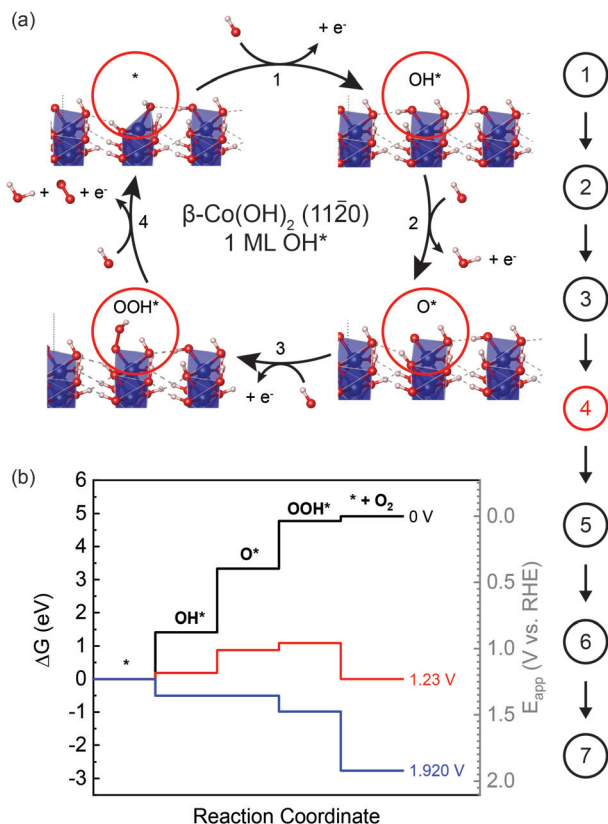 (a)
*
+ e-
1
OH*
+ + e-
4
β-Co(OH)2 (112̅0)
1 ML OH*
2
+ e-
OOH*
O*
3
+ e-
(b)
6
5
4
3
2
1
0
-1
-2
-3
ΔG (eV)
*
OH*
O*
OOH*
* + O2
0 V
1.23 V
1.920 V
0.0
0.5
1.0
1.5
2.0
Eapp (V vs. RHE)
Reaction Coordinate
1
2
3
4
5
6
7